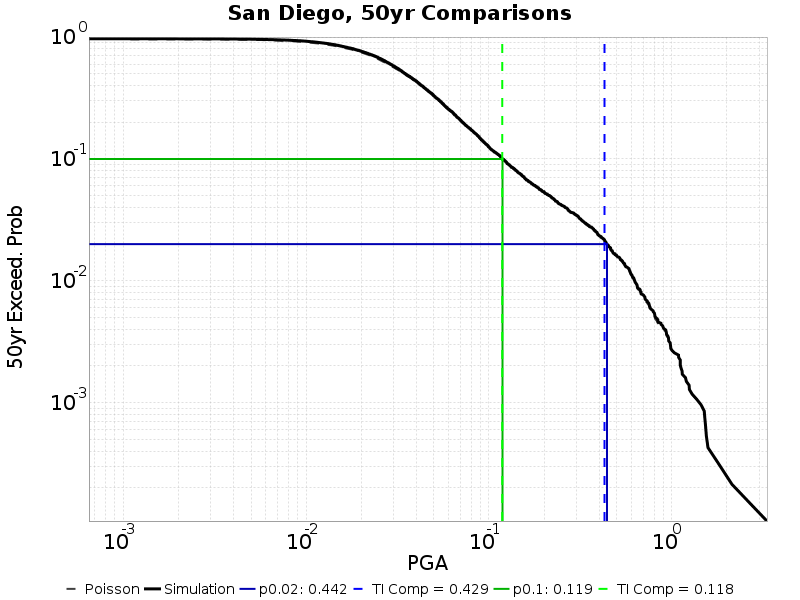 San Diego, 50yr Comparisons
50yr Exceed. Prob
10^0
10^-1
10^-2
10^-3
10^-3
10^-2
10^-1
10^0
PGA
Poisson Simulation p0.02: 0.442 TI Comp = 0.429 p0.1: 0.119 TI Comp = 0.118